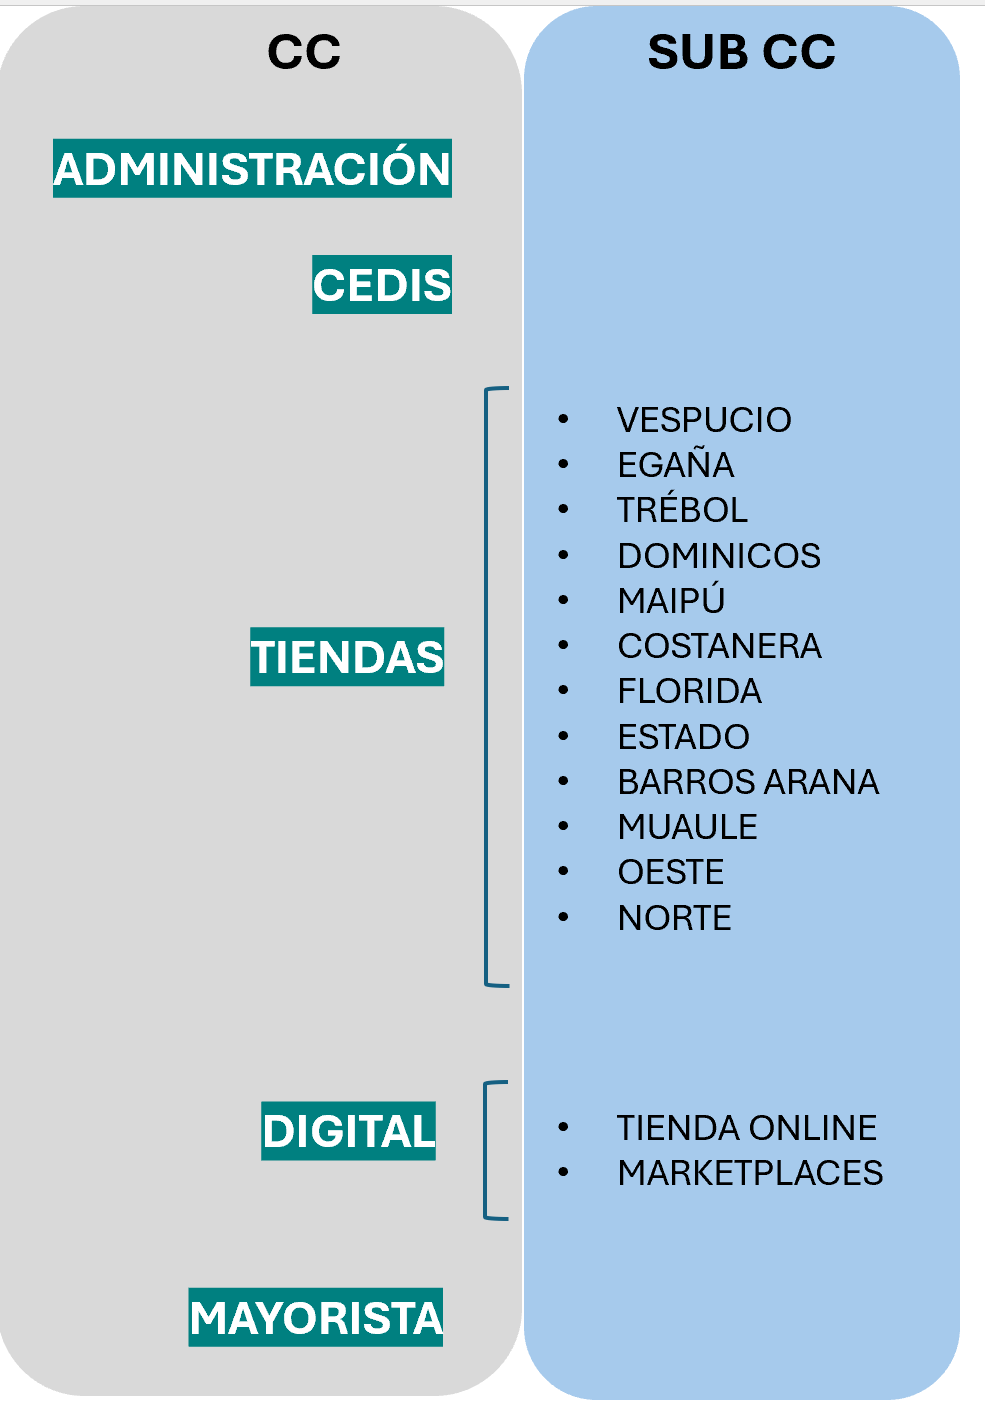 CC
SUB CC
ADMINISTRACIÓN
CEDIS
TIENDAS
• VESPUCIO
• EGAÑA
• TRÉBOL
• DOMINICOS
• MAIPÚ
• COSTANERA
• FLORIDA
• ESTADO
• BARROS ARANA
• MUAULE
• OESTE
• NORTE
DIGITAL
• TIENDA ONLINE
• MARKETPLACES
MAYORISTA